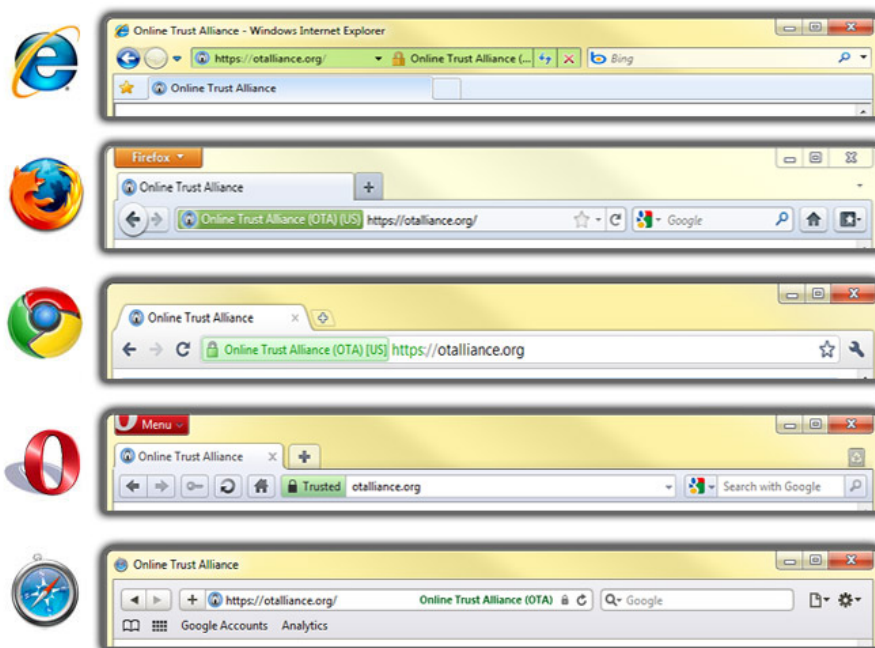 Online Trust Alliance - Windows Internet Explorer
https://otalliance.org/ Online Trust Alliance (... Bing
Online Trust Alliance
Firefox
Online Trust Alliance
Online Trust Alliance (OTA) (US) https://otalliance.org/ Google
Online Trust Alliance
Online Trust Alliance (OTA) [US] https://otalliance.org
Menu
Online Trust Alliance
Trusted otalliance.org Search with Google
Online Trust Alliance
https://otalliance.org/ Online Trust Alliance (OTA) Google
Google Accounts Analytics